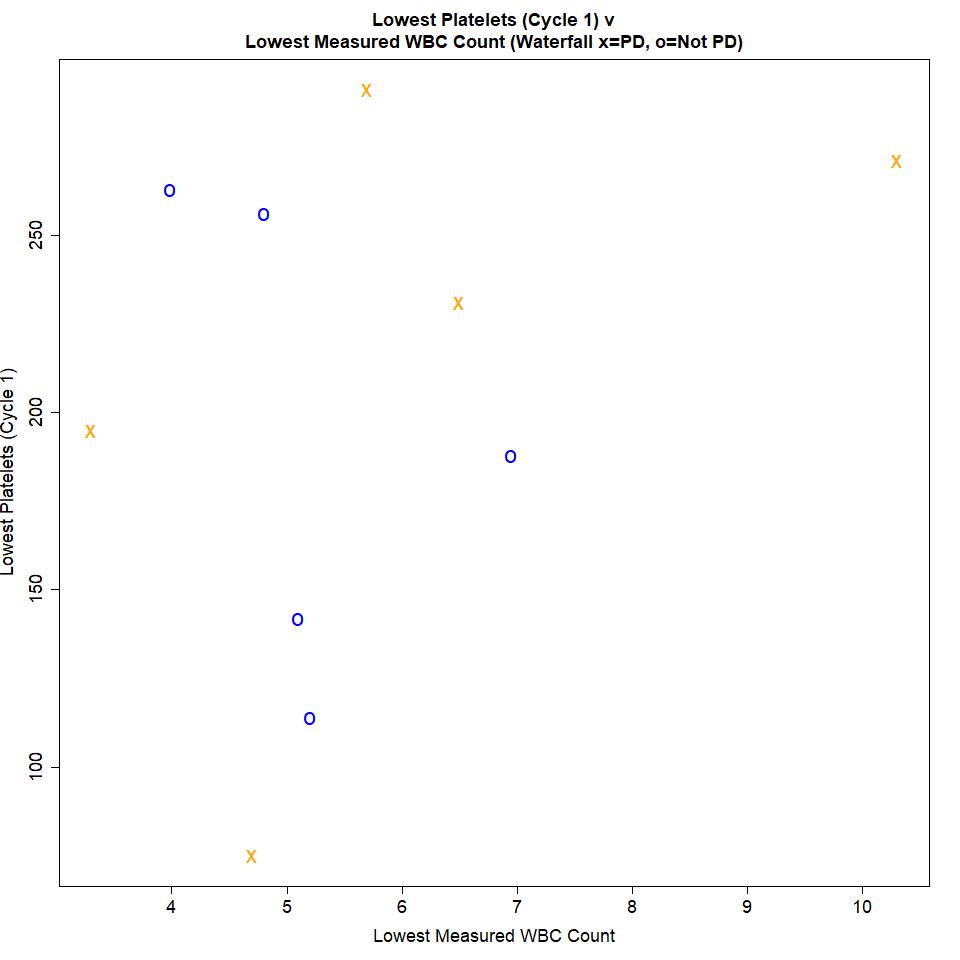 Lowest Platelets (Cycle 1) v
Lowest Measured WBC Count (Waterfall x=PD, o=Not PD)
Lowest Platelets (Cycle 1)
250
200
150
100
x
x
o
o
x
x
o
o
o
x
4 5 6 7 8 9 10
Lowest Measured WBC Count